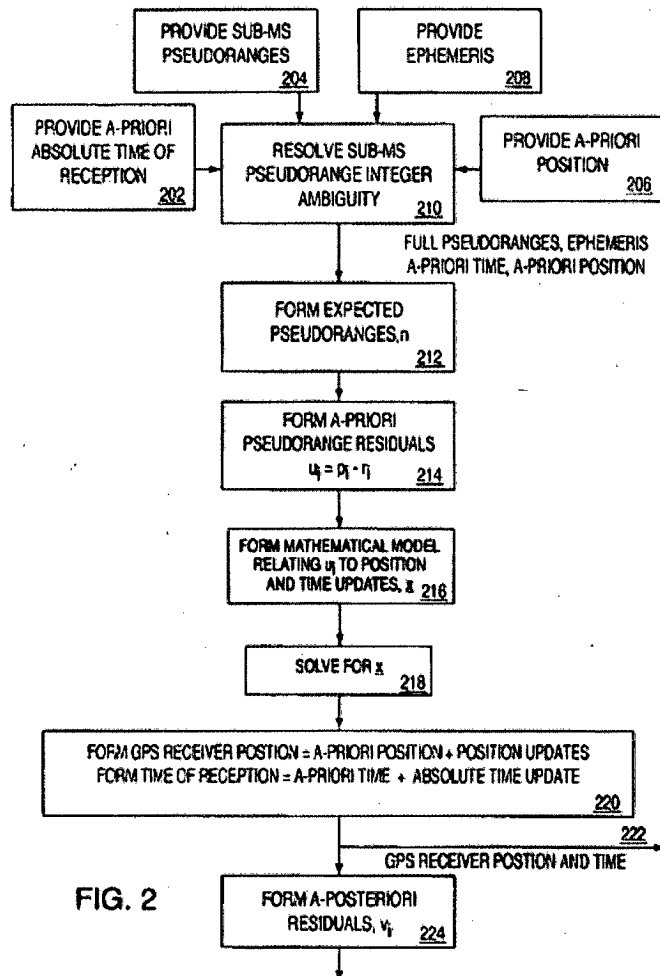 PROVIDE SUB-MS
PSEUDORANGES
204
PROVIDE
EPHEMERIS
208
PROVIDE A-PRIORI
ABSOLUTE TIME OF
RECEPTION
202
RESOLVE SUB-MS
PSEUDORANGE INTEGER
AMBIGUITY
210
PROVIDE A-PRIORI
POSITION
206
FULL PSEUDORANGES, EPHEMERIS
A-PRIORI TIME, A-PRIORI POSITION
FORM EXPECTED
PSEUDORANGES, n
212
FORM A-PRIORI
PSEUDORANGE RESIDUALS
uᵢ = pᵢ - rᵢ
214
FORM MATHEMATICAL MODEL
RELATING uᵢ TO POSITION
AND TIME UPDATES, x
216
SOLVE FOR x
218
FORM GPS RECEIVER POSTION = A-PRIORI POSITION + POSITION UPDATES
FORM TIME OF RECEPTION = A-PRIORI TIME + ABSOLUTE TIME UPDATE
220
222
GPS RECEIVER POSTION AND TIME
FIG. 2
FORM A-POSTERIORI
RESIDUALS, vᵢ
224